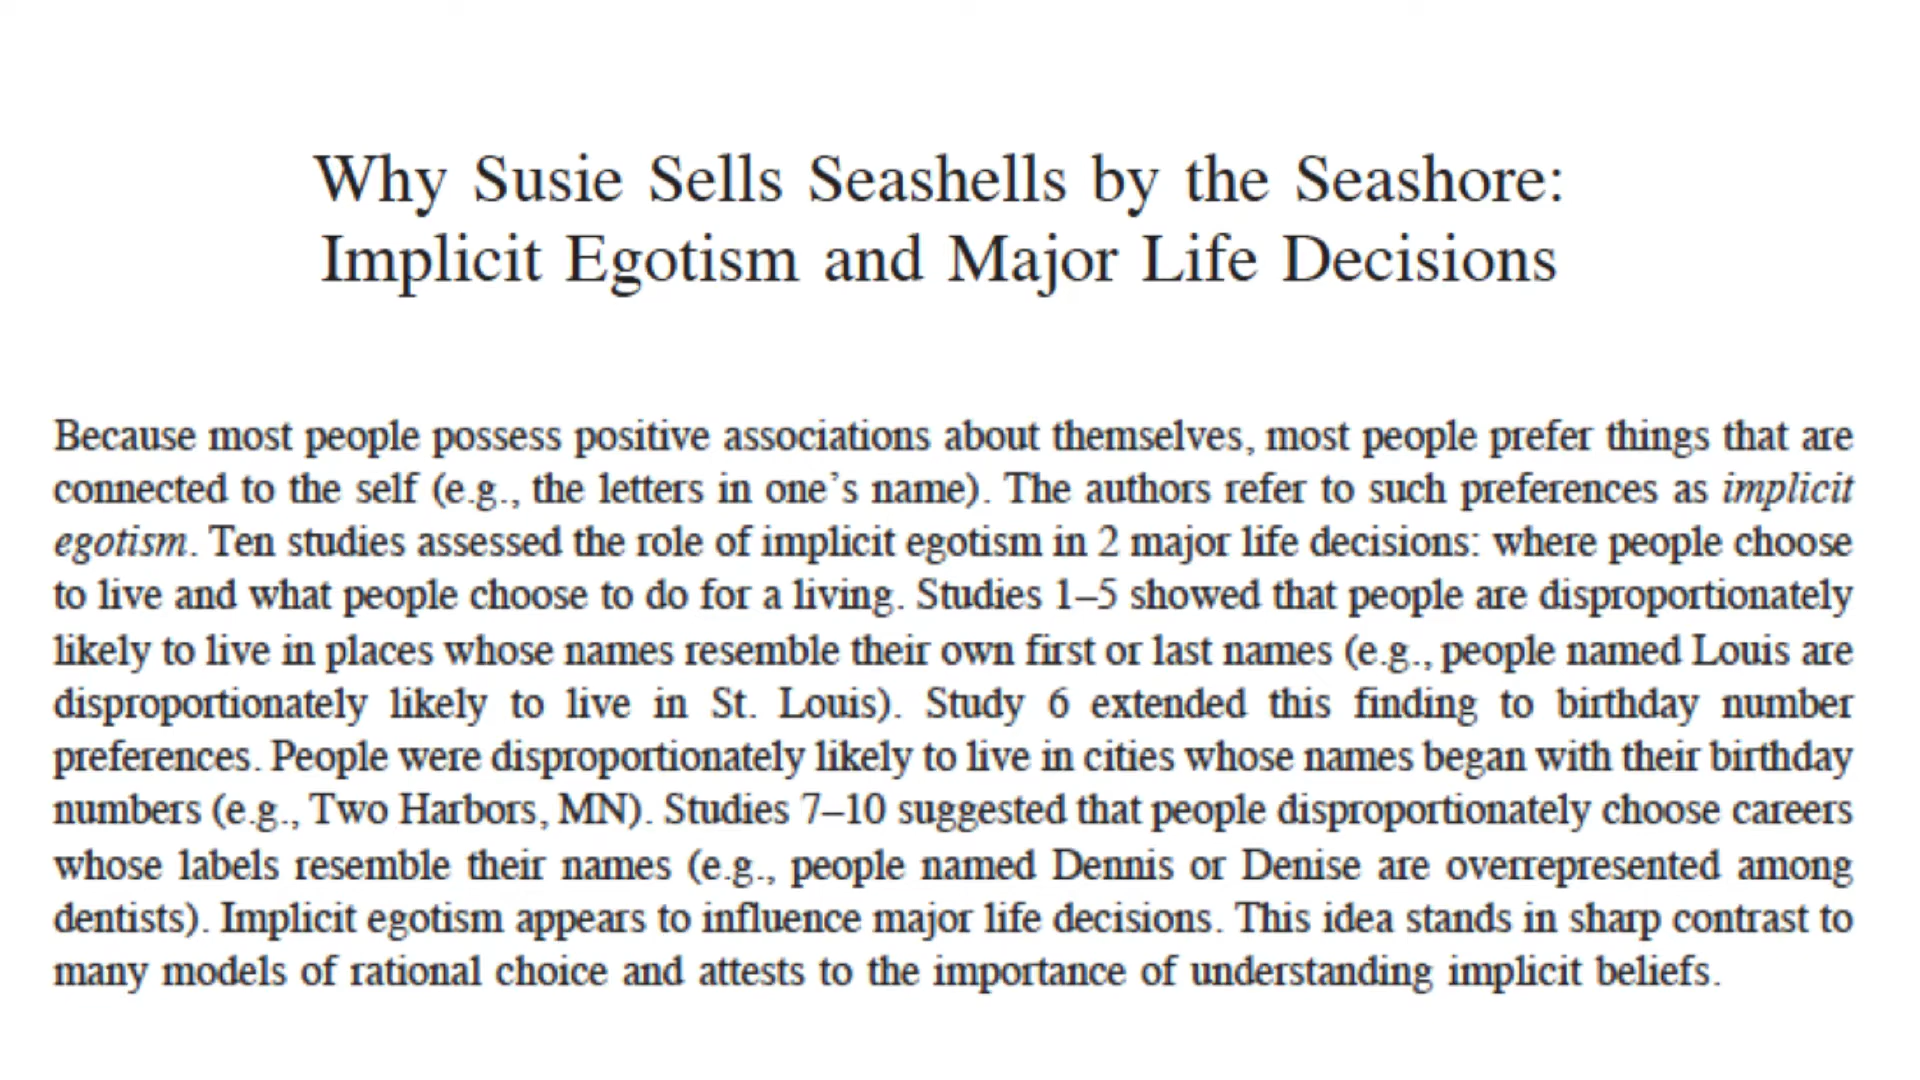 Why Susie Sells Seashells by the Seashore:
Implicit Egotism and Major Life Decisions
Because most people possess positive associations about themselves, most people prefer things that are
connected to the self (e.g., the letters in one's name). The authors refer to such preferences as implicit
egotism. Ten studies assessed the role of implicit egotism in 2 major life decisions: where people choose
to live and what people choose to do for a living. Studies 1–5 showed that people are disproportionately
likely to live in places whose names resemble their own first or last names (e.g., people named Louis are
disproportionately likely to live in St. Louis). Study 6 extended this finding to birthday number
preferences. People were disproportionately likely to live in cities whose names began with their birthday
numbers (e.g., Two Harbors, MN). Studies 7–10 suggested that people disproportionately choose careers
whose labels resemble their names (e.g., people named Dennis or Denise are overrepresented among
dentists). Implicit egotism appears to influence major life decisions. This idea stands in sharp contrast to
many models of rational choice and attests to the importance of understanding implicit beliefs.